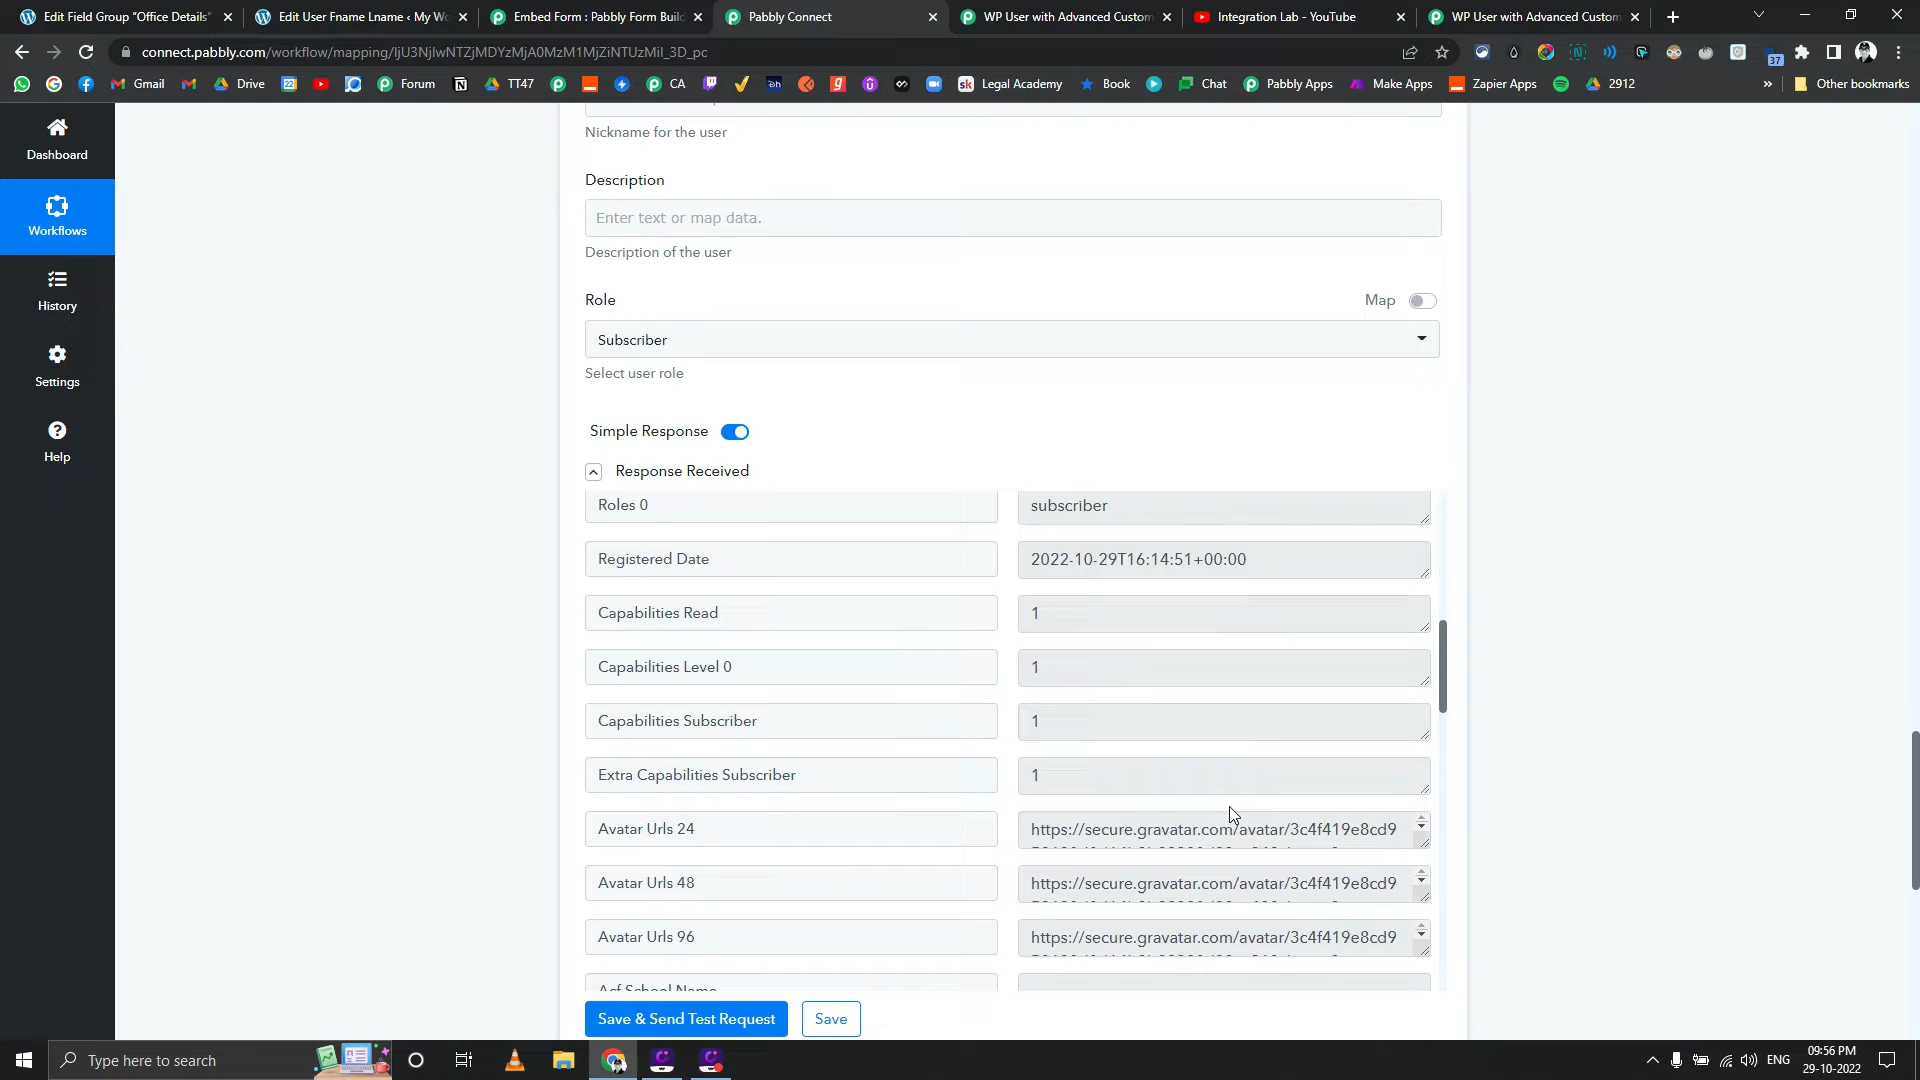 Edit Field Group "Office Details"
Edit User Fname Lname ‹ My Wo
Embed Form : Pabbly Form Build
Pabbly Connect
WP User with Advanced Custom
Integration Lab - YouTube
WP User with Advanced Custom
connect.pabbly.com/workflow/mapping/IjU3NjIwNTZjMDYzMjA0MzM1MjZiNTUzMiI_3D_pc
37
Gmail
Drive
22
Forum
TT47
CA
Legal Academy
Book
Chat
Pabbly Apps
Make Apps
Zapier Apps
2912
Other bookmarks
Dashboard
Workflows
History
Settings
Help
Nickname for the user
Description
Enter text or map data.
Description of the user
Role
Map
Subscriber
Select user role
Simple Response
Response Received
Roles 0
subscriber
Registered Date
2022-10-29T16:14:51+00:00
Capabilities Read
1
Capabilities Level 0
1
Capabilities Subscriber
1
Extra Capabilities Subscriber
1
Avatar Urls 24
https://secure.gravatar.com/avatar/3c4f419e8cd9
Avatar Urls 48
https://secure.gravatar.com/avatar/3c4f419e8cd9
Avatar Urls 96
https://secure.gravatar.com/avatar/3c4f419e8cd9
Acf School Name
Save & Send Test Request
Save
Type here to search
ENG
09:56 PM
29-10-2022